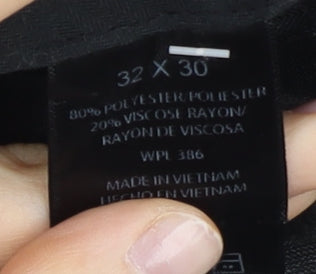 32 X 30
80% POLYESTER/POLIESTER
20% VISCOSE RAYON/
RAYON DE VISCOSA
WPL 386
MADE IN VIETNAM
HECHO EN VIETNAM